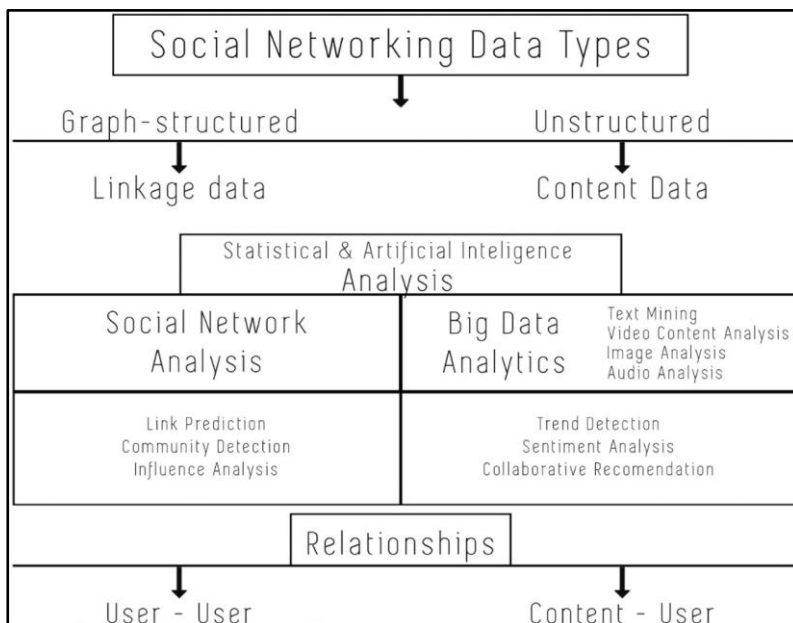 Social Networking Data Types
Graph-structured
Unstructured
Linkage data
Content Data
Statistical & Artificial Inteligence
Analysis
Social Network
Analysis
Big Data
Analytics
Text Mining
Video Content Analysis
Image Analysis
Audio Analysis
Link Prediction
Community Detection
Influence Analysis
Trend Detection
Sentiment Analysis
Collaborative Recomendation
Relationships
User - User
Content - User